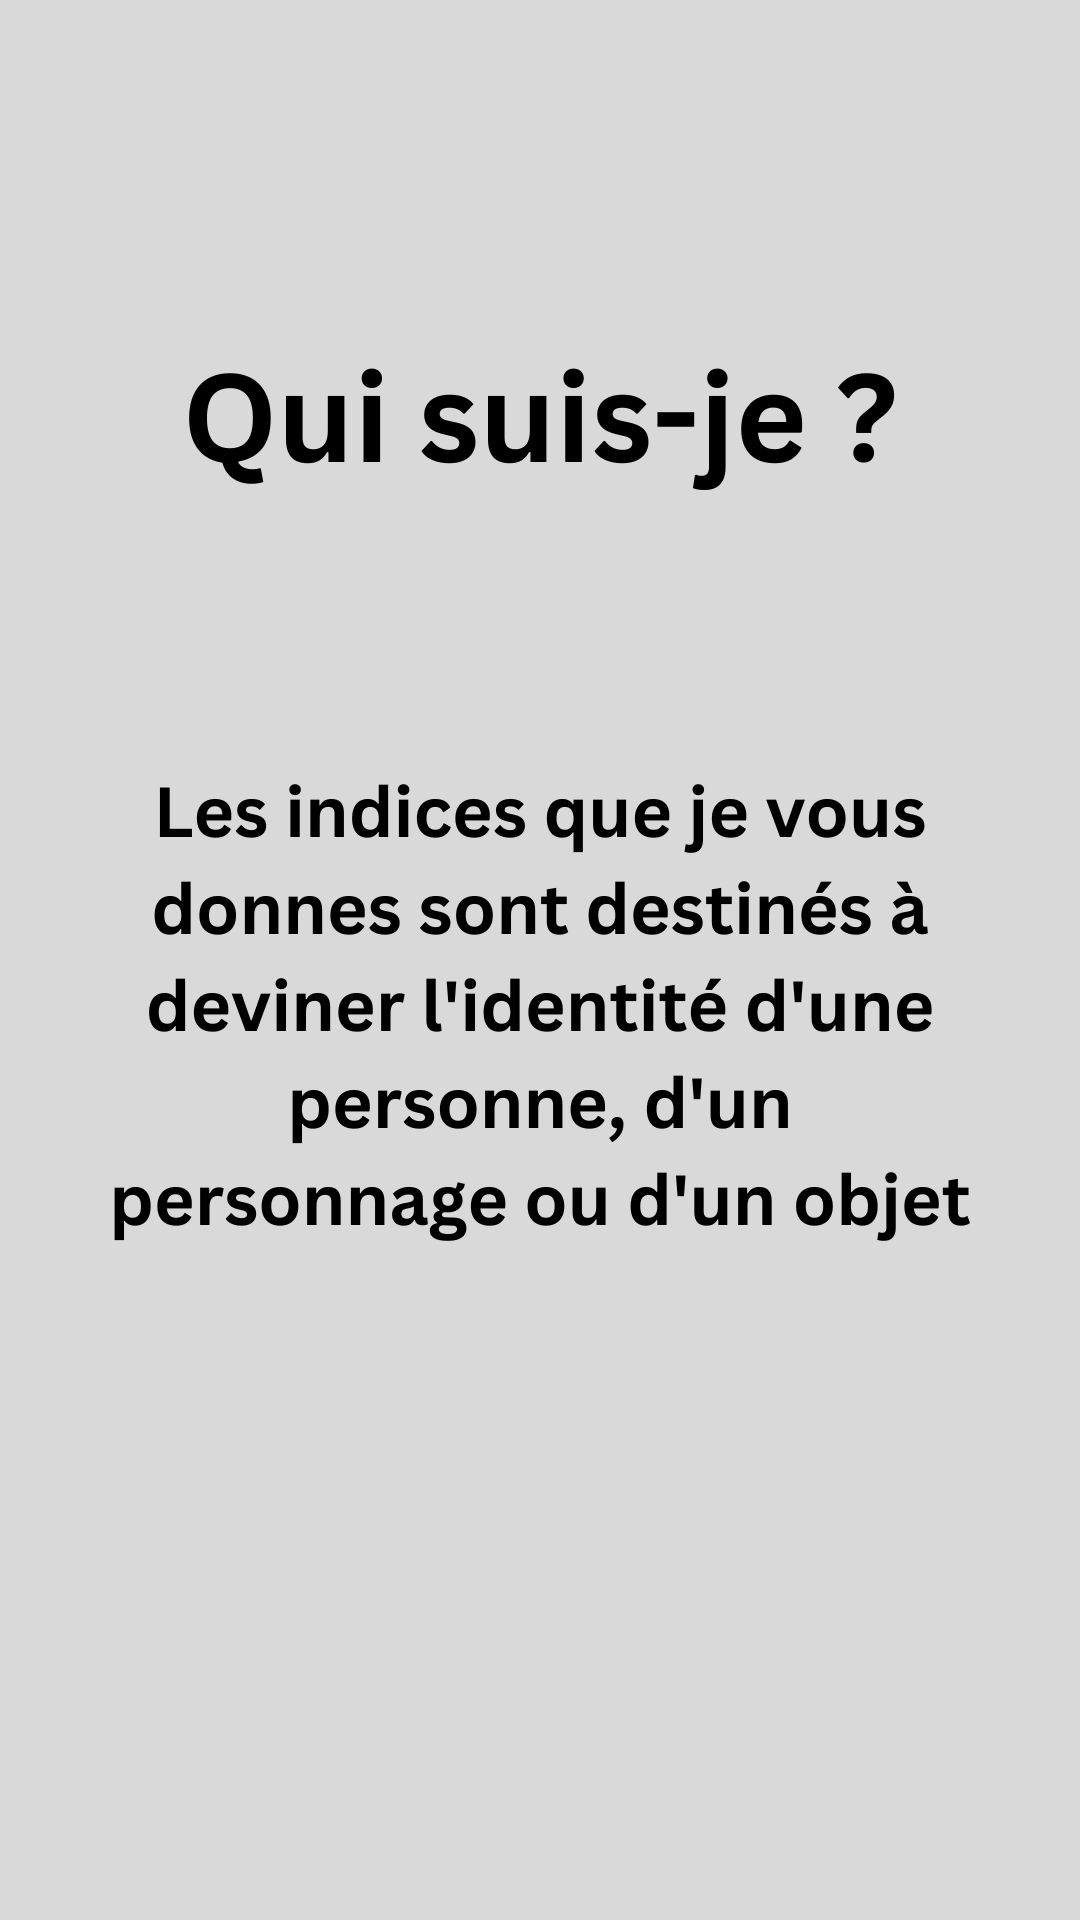 Qui suis-je ?
Les indices que je vous
donnes sont destinés à
deviner l'identité d'une
personne, d'un
personnage ou d'un objet